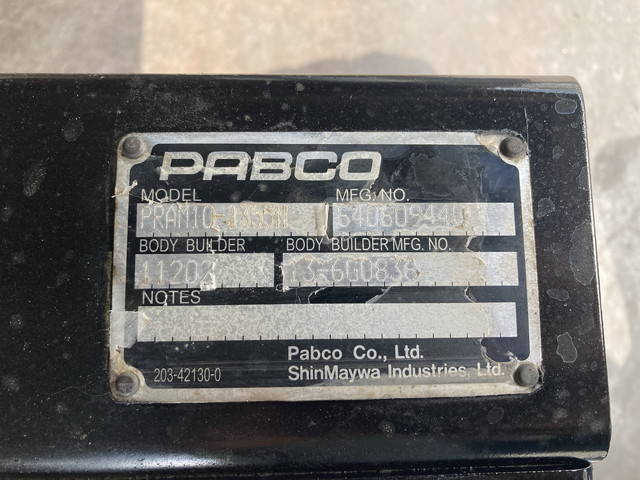 PABCO
MODEL MFG. NO.
BODY BUILDER BODY BUILDER MFG. NO.
11202
NOTES
Pabco Co., Ltd.
203-42130-0 ShinMaywa Industries, Ltd.